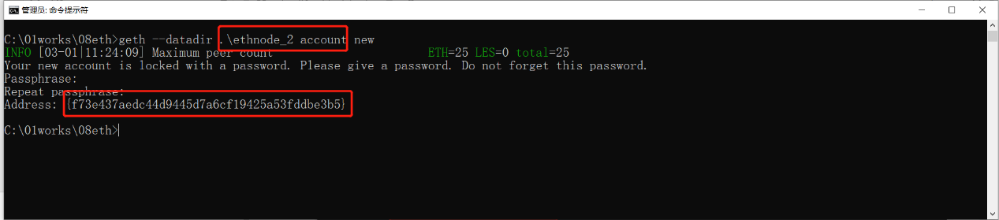 管理员: 命令提示符
C:\01works\08eth>geth --datadir .\ethnode_2 account new
INFO [03-01|11:24:09] Maximum peer count ETH=25 LES=0 total=25
Your new account is locked with a password. Please give a password. Do not forget this password.
Passphrase:
Repeat passphrase:
Address: {f73e437aedc44d9445d7a6cf19425a53fddbe3b5}
C:\01works\08eth>